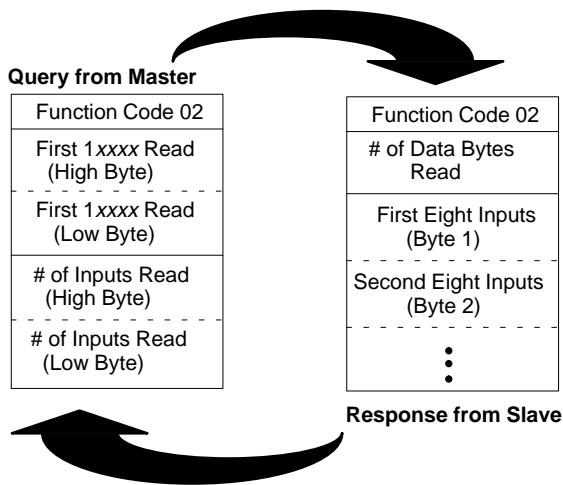 Query from Master
Function Code 02
First 1xxxx Read
(High Byte)
First 1xxxx Read
(Low Byte)
# of Inputs Read
(High Byte)
# of Inputs Read
(Low Byte)
Function Code 02
# of Data Bytes
Read
First Eight Inputs
(Byte 1)
Second Eight Inputs
(Byte 2)
Response from Slave